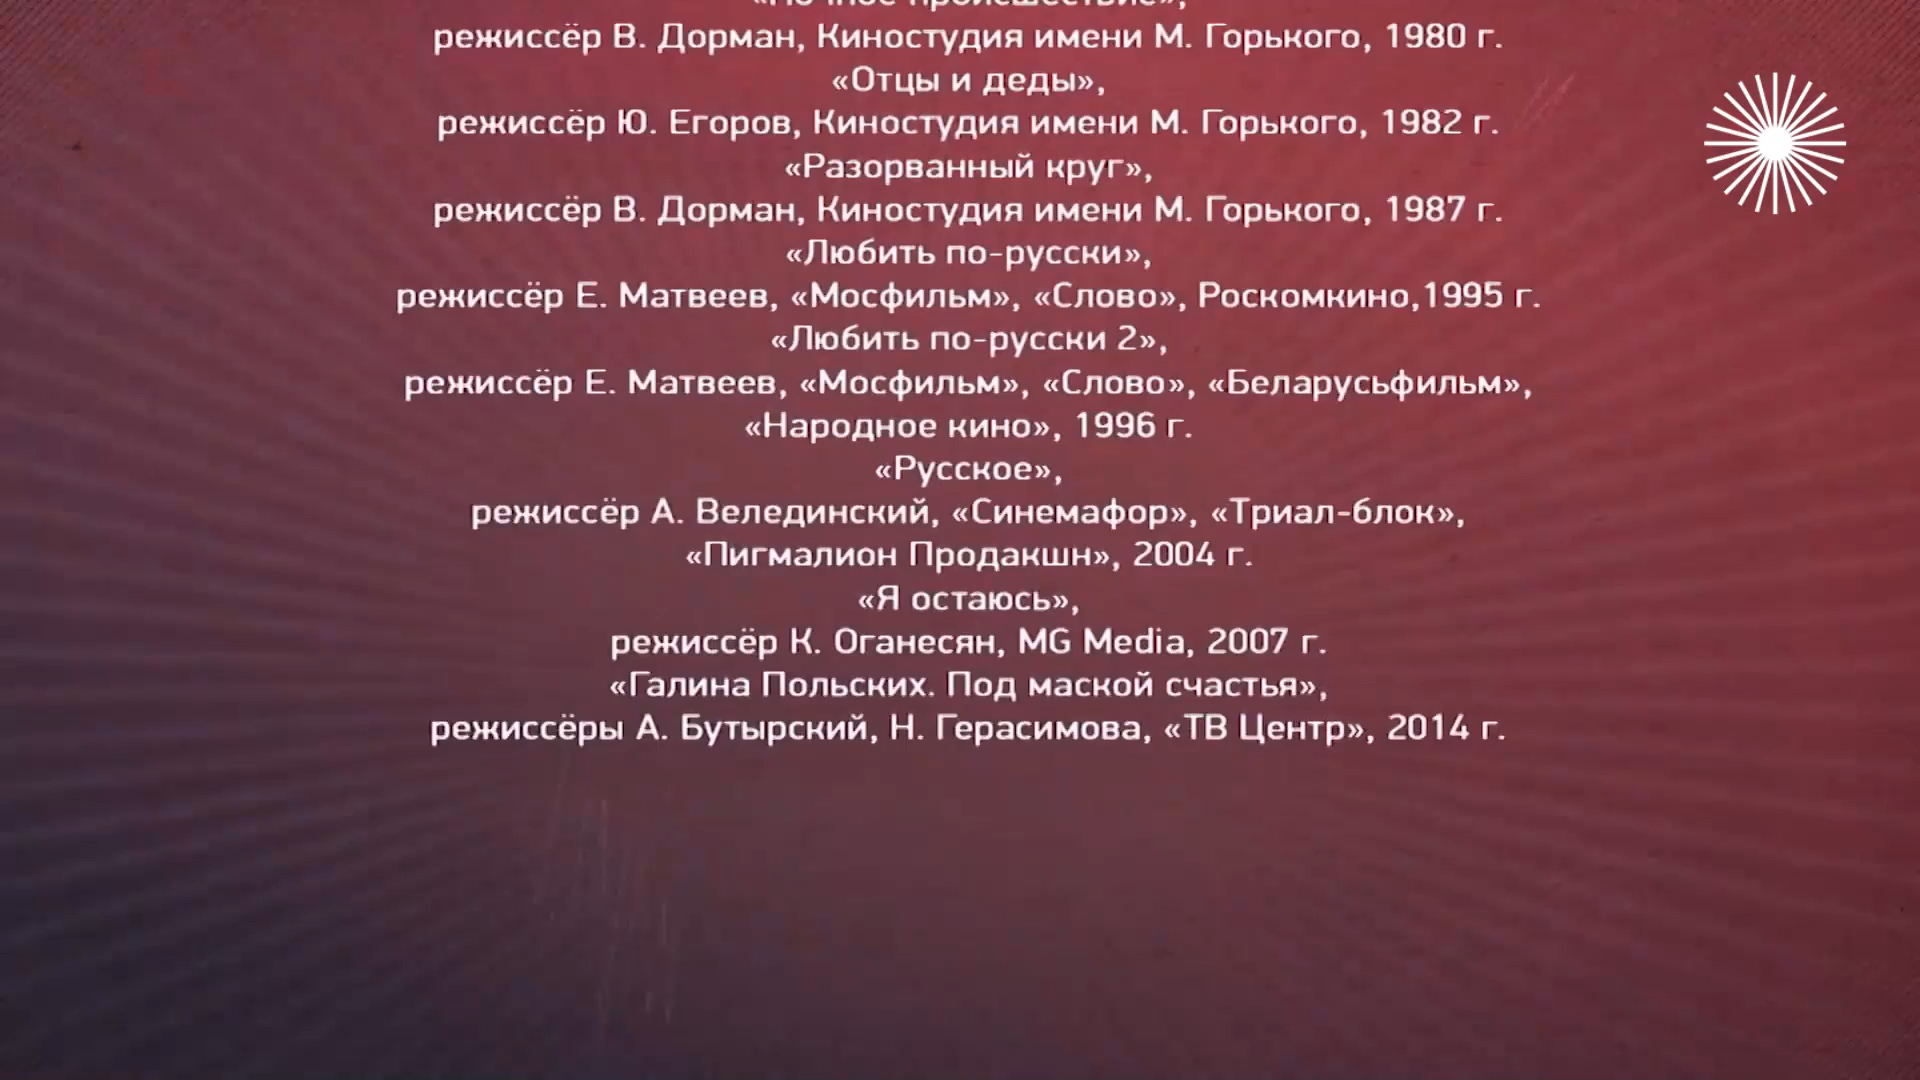 «Ночное происшествие»,
режиссёр В. Дорман, Киностудия имени М. Горького, 1980 г.
«Отцы и деды»,
режиссёр Ю. Егоров, Киностудия имени М. Горького, 1982 г.
«Разорванный круг»,
режиссёр В. Дорман, Киностудия имени М. Горького, 1987 г.
«Любить по-русски»,
режиссёр Е. Матвеев, «Мосфильм», «Слово», Роскомкино,1995 г.
«Любить по-русски 2»,
режиссёр Е. Матвеев, «Мосфильм», «Слово», «Беларусьфильм»,
«Народное кино», 1996 г.
«Русское»,
режиссёр А. Велединский, «Синемафор», «Триал-блок»,
«Пигмалион Продакшн», 2004 г.
«Я остаюсь»,
режиссёр К. Оганесян, MG Media, 2007 г.
«Галина Польских. Под маской счастья»,
режиссёры А. Бутырский, Н. Герасимова, «ТВ Центр», 2014 г.